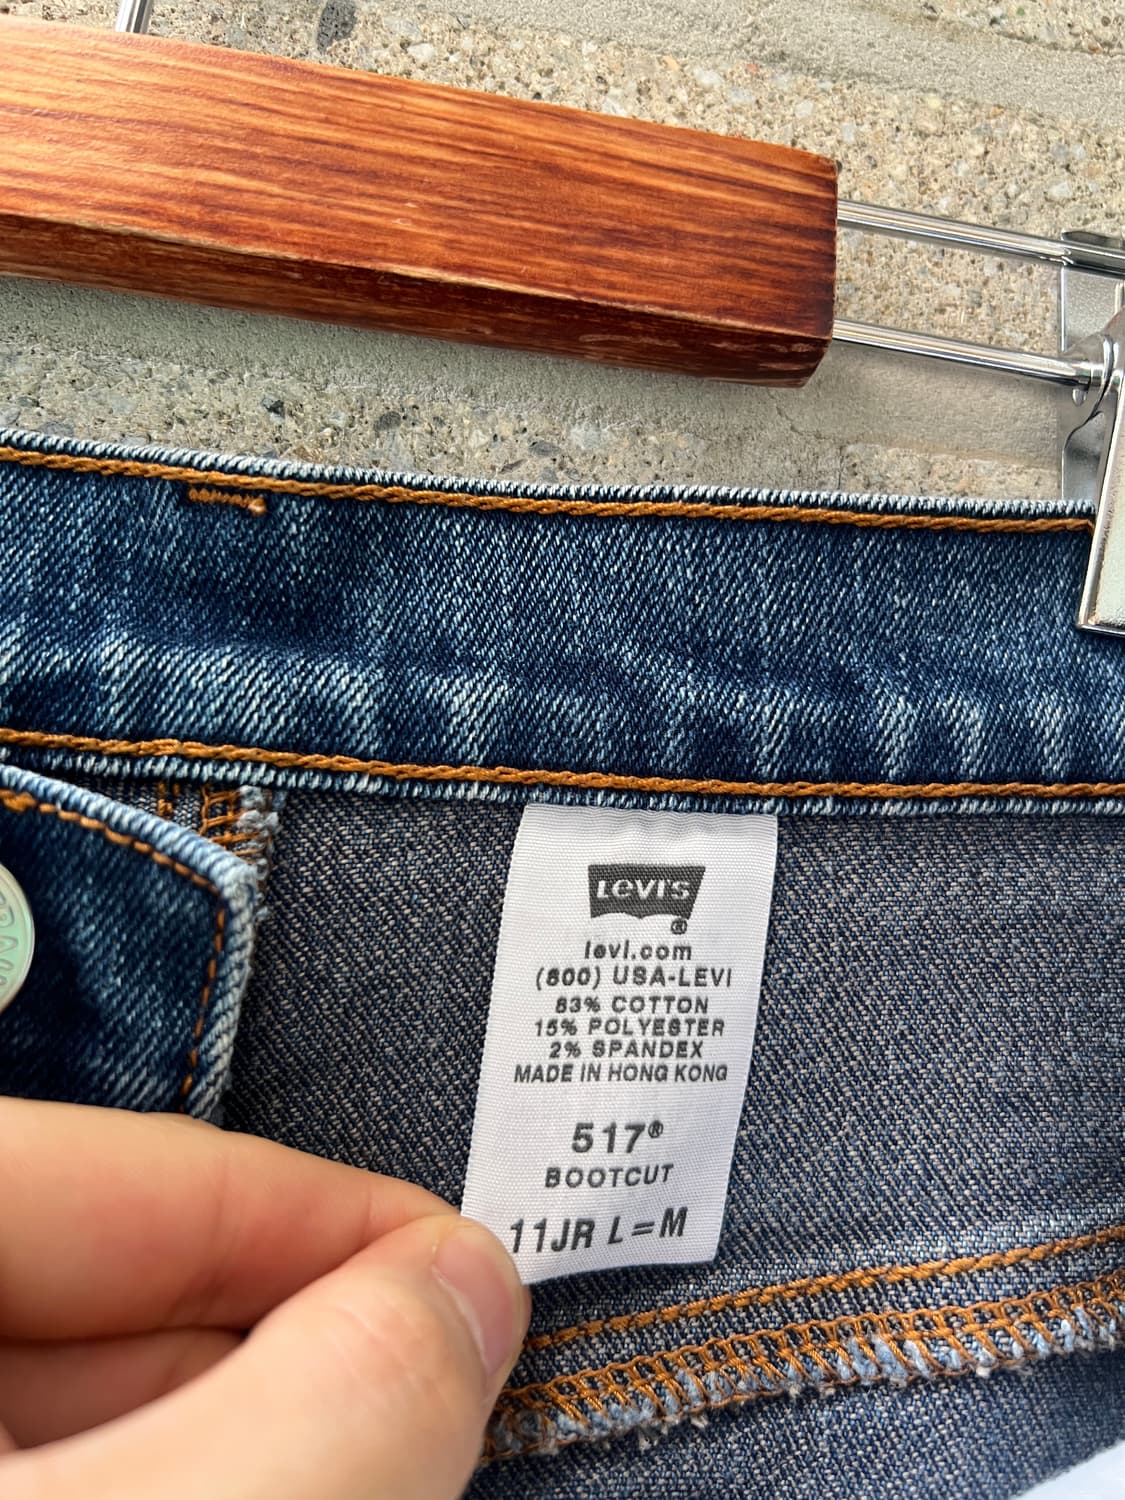 LEVI'S
®
levi.com
(800) USA-LEVI
83% COTTON
15% POLYESTER
2% SPANDEX
MADE IN HONG KONG
517®
BOOTCUT
11JR L=M